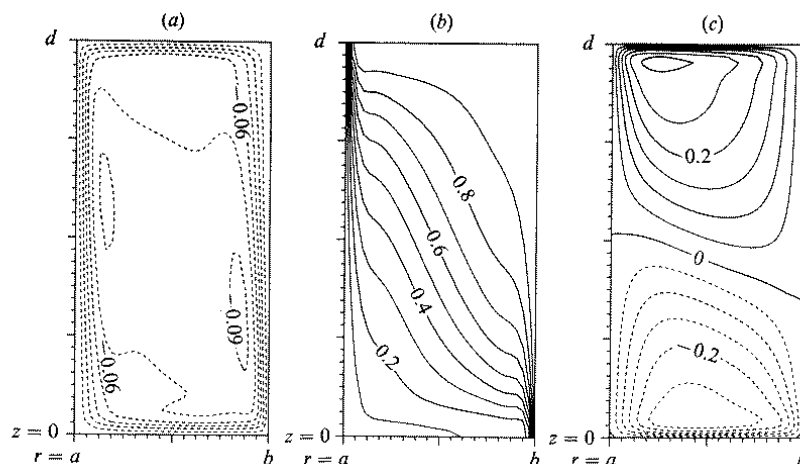 (a)
(b)
(c)
d
d
d
−0.06
−0.09
−0.06
0.8
0.6
0.4
0.2
0.2
0
−0.2
z = 0
z = 0
z = 0
r = a
b
r = a
b
r = a